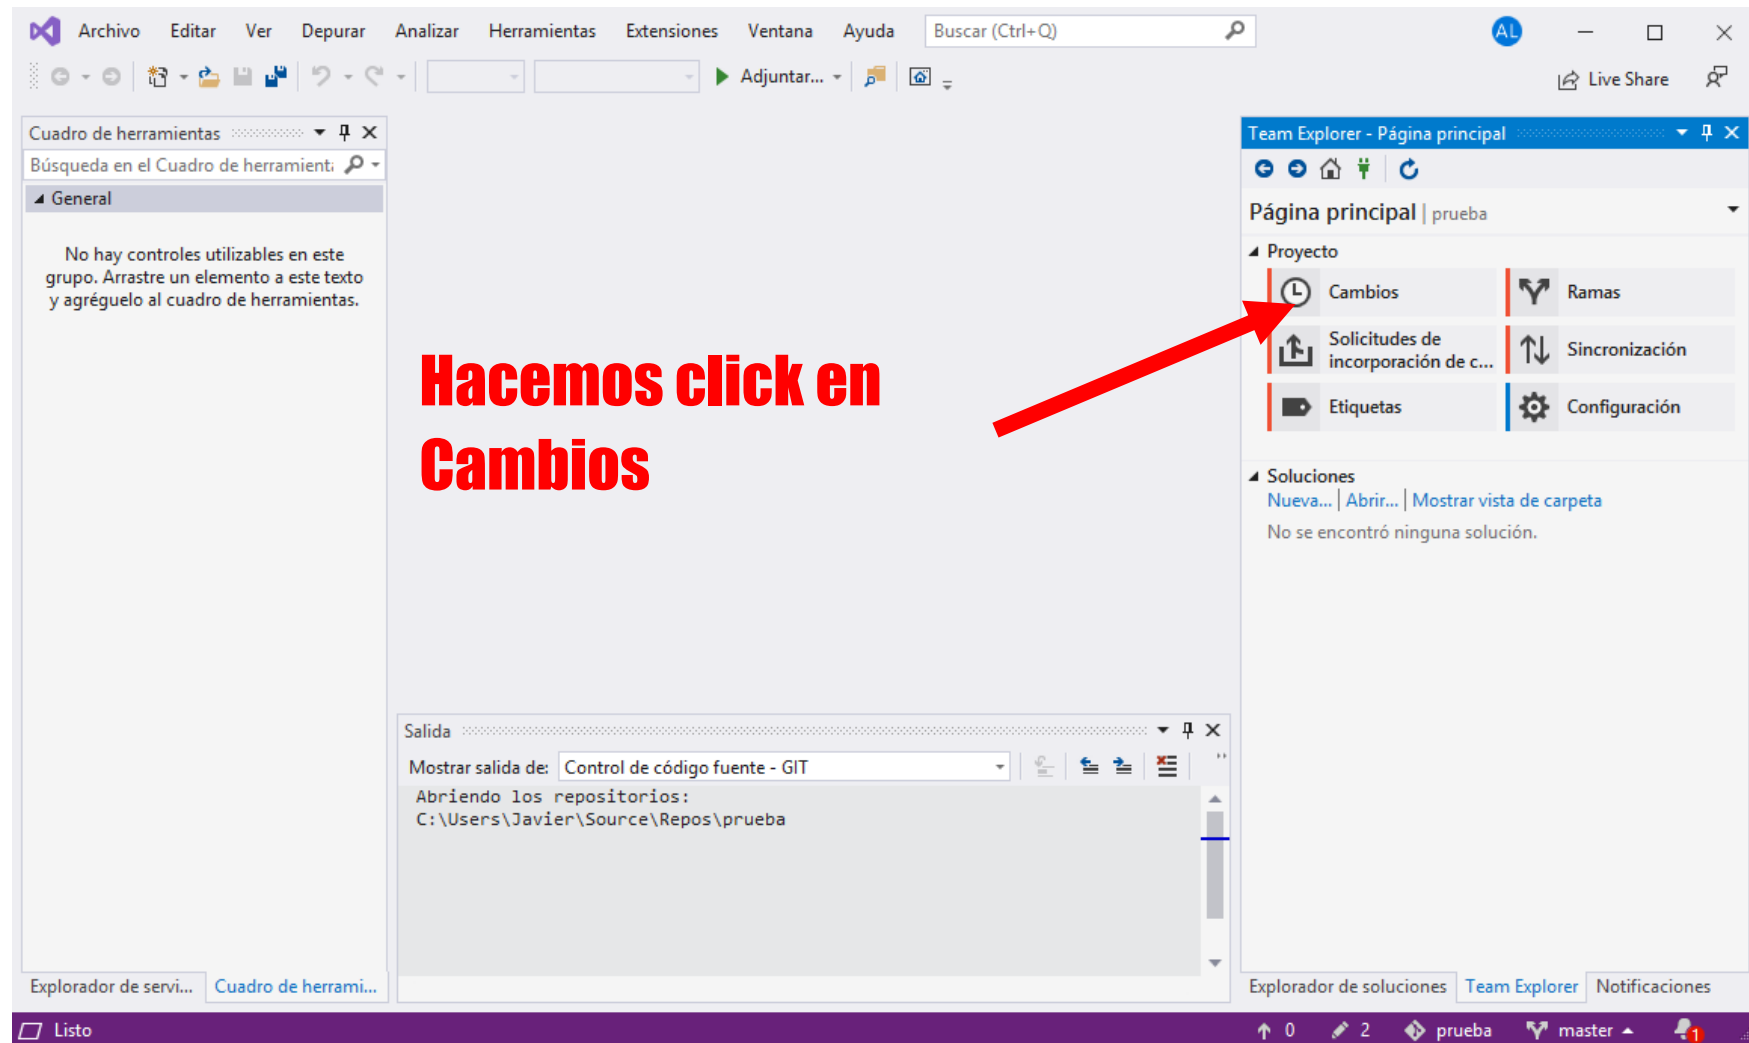 Archivo Editar Ver Depurar Analizar Herramientas Extensiones Ventana Ayuda Buscar (Ctrl+Q) AL
Adjuntar... Live Share
Cuadro de herramientas
Búsqueda en el Cuadro de herramient
General
No hay controles utilizables en este
grupo. Arrastre un elemento a este texto
y agréguelo al cuadro de herramientas.
Hacemos click en
Cambios
Team Explorer - Página principal
Página principal | prueba
Proyecto
Cambios
Ramas
Solicitudes de
incorporación de c...
Sincronización
Etiquetas
Configuración
Soluciones
Nueva... | Abrir... | Mostrar vista de carpeta
No se encontró ninguna solución.
Salida
Mostrar salida de: Control de código fuente - GIT
Abriendo los repositorios:
C:\Users\Javier\Source\Repos\prueba
Explorador de servi... Cuadro de herrami...
Explorador de soluciones Team Explorer Notificaciones
Listo 0 2 prueba master 1